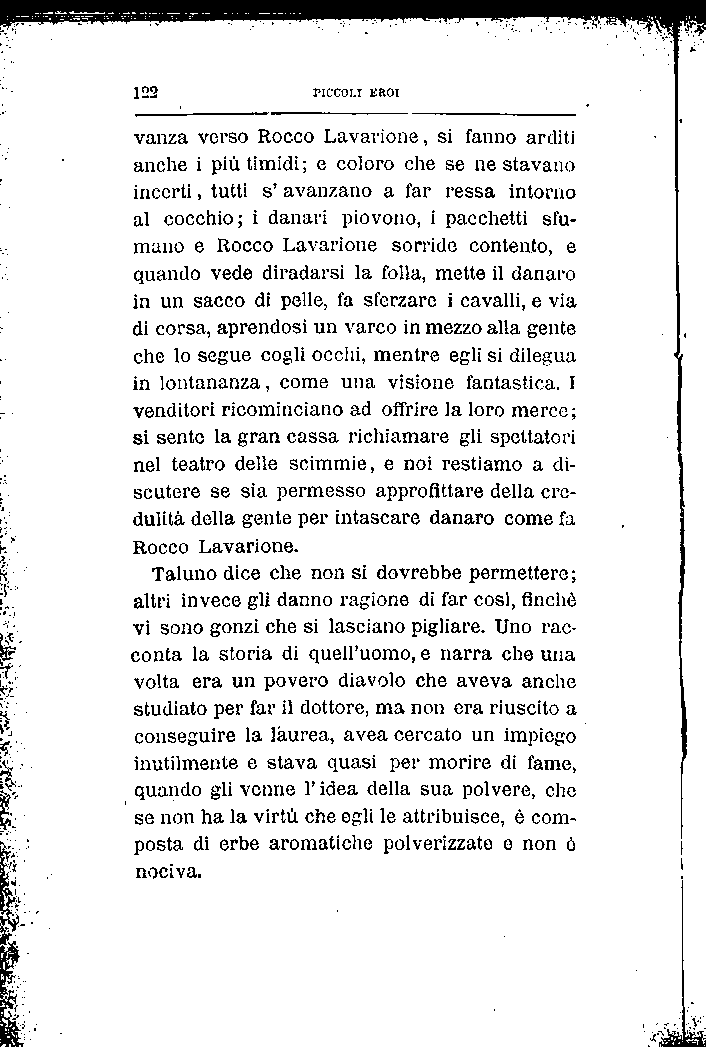 122 PICCOLI EROI
vanza verso Rocco Lavarione, si fanno arditi
anche i più timidi; e coloro che se ne stavano
incerti, tutti s' avanzano a far ressa intorno
al cocchio; i danari piovono, i pacchetti sfu-
mano e Rocco Lavarione sorride contento, e
quando vede diradarsi la folla, mette il danaro
in un sacco di pelle, fa sferzare i cavalli, e via
di corsa, aprendosi un varco in mezzo alla gente
che lo segue cogli occhi, mentre egli si dilegua
in lontananza, come una visione fantastica. I
venditori ricominciano ad offrire la loro merce;
si sente la gran cassa richiamare gli spettatori
nel teatro delle scimmie, e noi restiamo a di-
scutere se sia permesso approfittare della cre-
dulità della gente per intascare danaro come fa
Rocco Lavarione.
Taluno dice che non si dovrebbe permettere;
altri invece gli danno ragione di far così, finchè
vi sono gonzi che si lasciano pigliare. Uno rac-
conta la storia di quell'uomo, e narra che una
volta era un povero diavolo che aveva anche
studiato per far il dottore, ma non era riuscito a
conseguire la laurea, avea cercato un impiego
inutilmente e stava quasi per morire di fame,
quando gli venne l' idea della sua polvere, che
se non ha la virtù che egli le attribuisce, è com-
posta di erbe aromatiche polverizzate e non è
nociva.